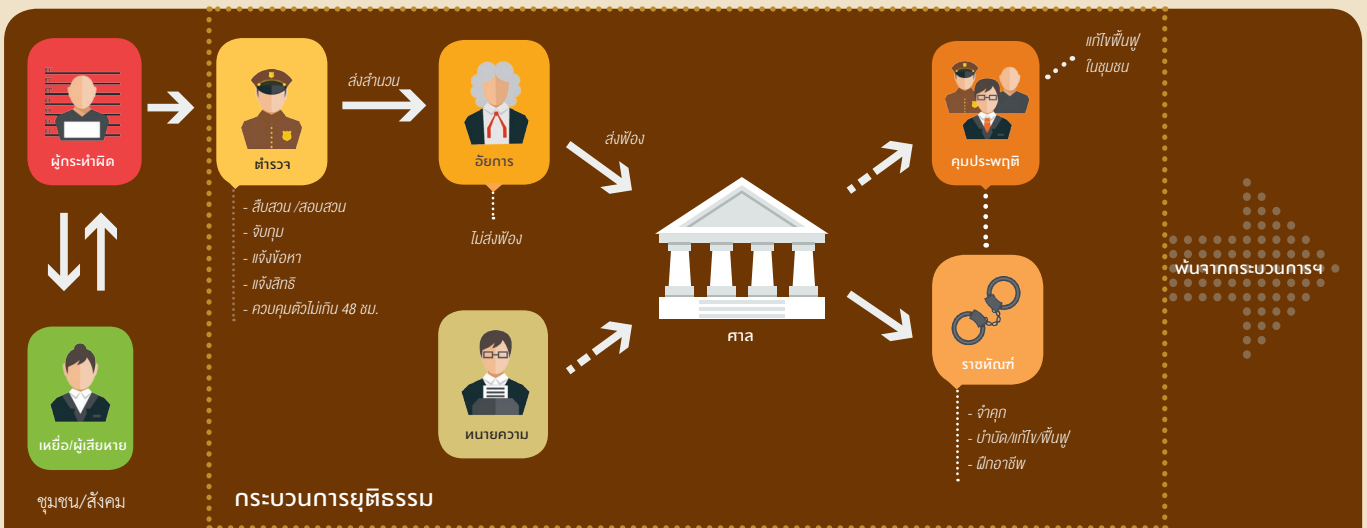 ผู้กระทำผิด
เหยื่อ/ผู้เสียหาย
ชุมชน/สังคม
ตำรวจ
- สืบสวน /สอบสวน
- จับกุม
- แจ้งข้อหา
- แจ้งสิทธิ
- ควบคุมตัวไม่เกิน 48 ชม.
กระบวนการยุติธรรม
ส่งสำนวน
อัยการ
ไม่ส่งฟ้อง
ทนายความ
ส่งฟ้อง
ศาล
คุมประพฤติ
แก้ไขฟื้นฟู
ในชุมชน
ราชทัณฑ์
- จำคุก
- บำบัด/แก้ไข/ฟื้นฟู
- ฝึกอาชีพ
พ้นจากกระบวนการฯ